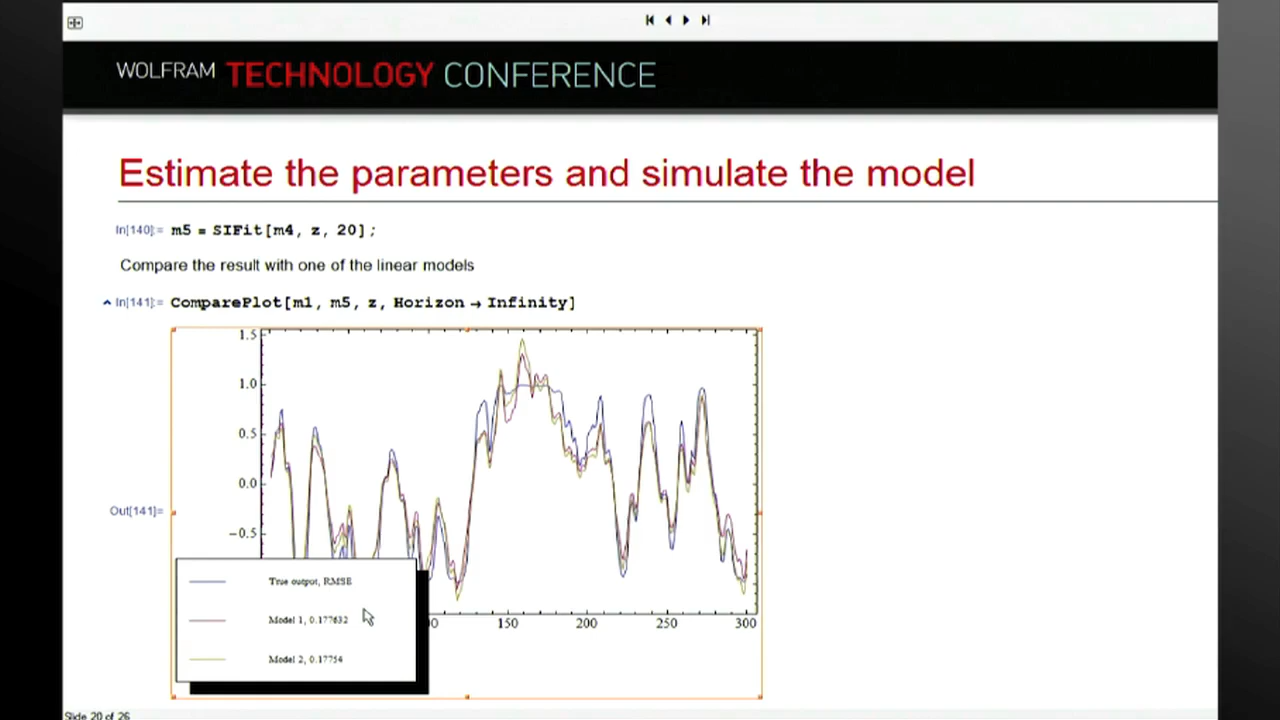 WOLFRAM TECHNOLOGY CONFERENCE
Estimate the parameters and simulate the model
In[140]:= m5 = SIFit[m4, z, 20];
Compare the result with one of the linear models
In[141]:= ComparePlot[m1, m5, z, Horizon → Infinity]
1.5
1.0
0.5
0.0
Out[141]=
-0.5
True output, RMSE
Model 1, 0.177632
Model 2, 0.17754
00 150 200 250 300
Slide 20 of 26